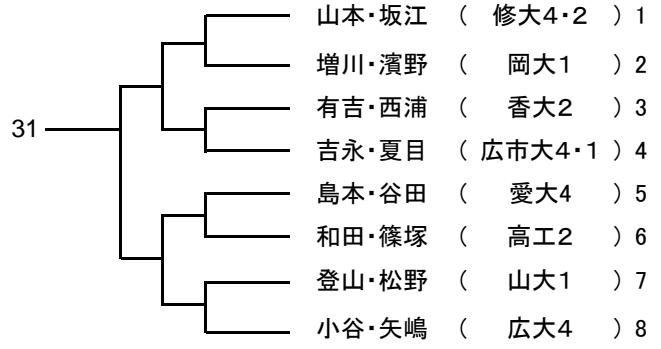 山本・坂江 ( 修大4・2 ) 1
増川・濱野 ( 岡大1 ) 2
有吉・西浦 ( 香大2 ) 3
31
吉永・夏目 ( 広市大4・1 ) 4
島本・谷田 ( 愛大4 ) 5
和田・篠塚 ( 高工2 ) 6
登山・松野 ( 山大1 ) 7
小谷・矢嶋 ( 広大4 ) 8